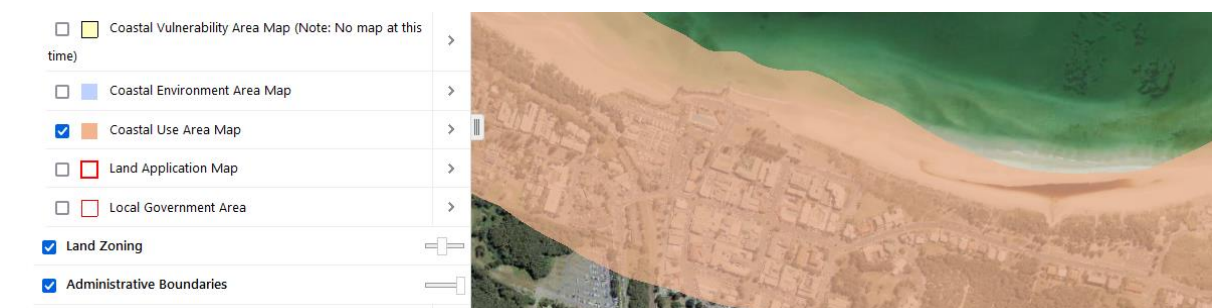 Coastal Vulnerability Area Map (Note: No map at this
time)
Coastal Environment Area Map
Coastal Use Area Map
Land Application Map
Local Government Area
Land Zoning
Administrative Boundaries